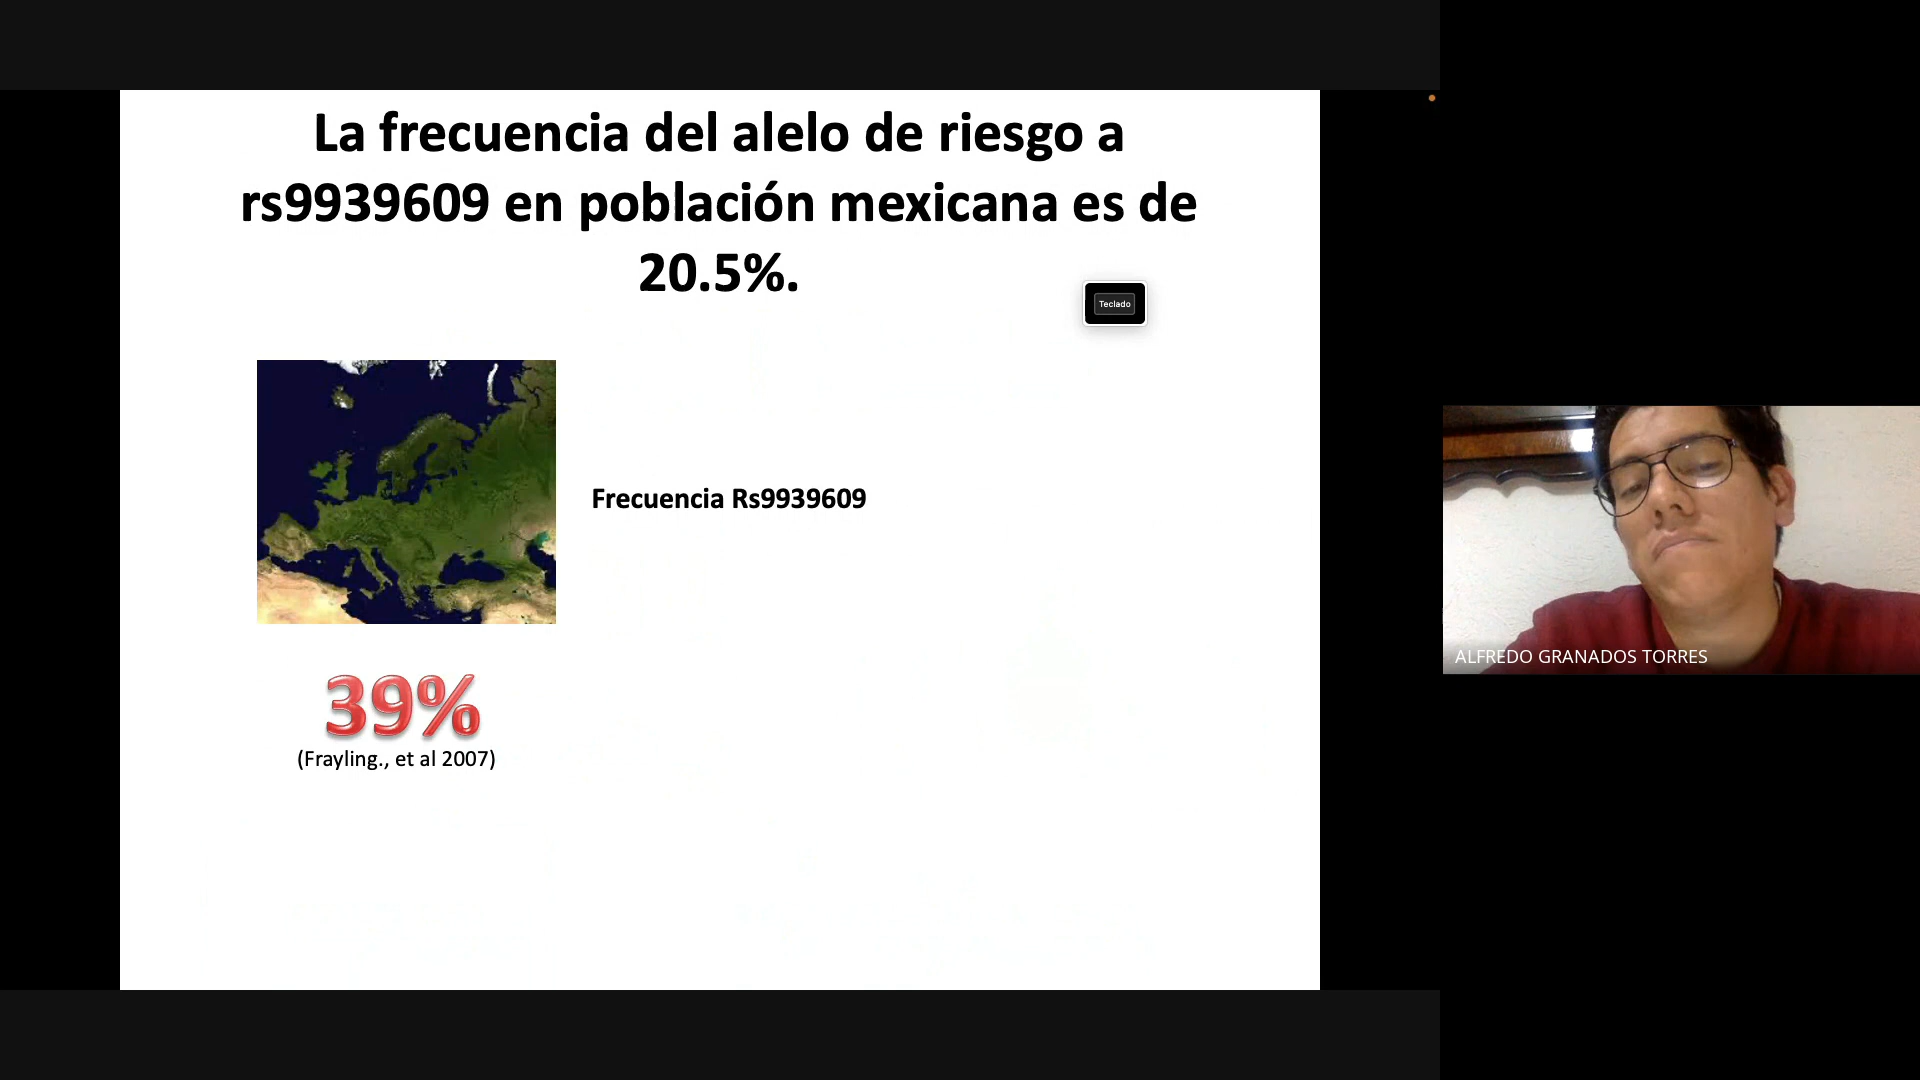 La frecuencia del alelo de riesgo a
rs9939609 en población mexicana es de
20.5%.
Teclado
Frecuencia Rs9939609
39%
(Frayling., et al 2007)
ALFREDO GRANADOS TORRES